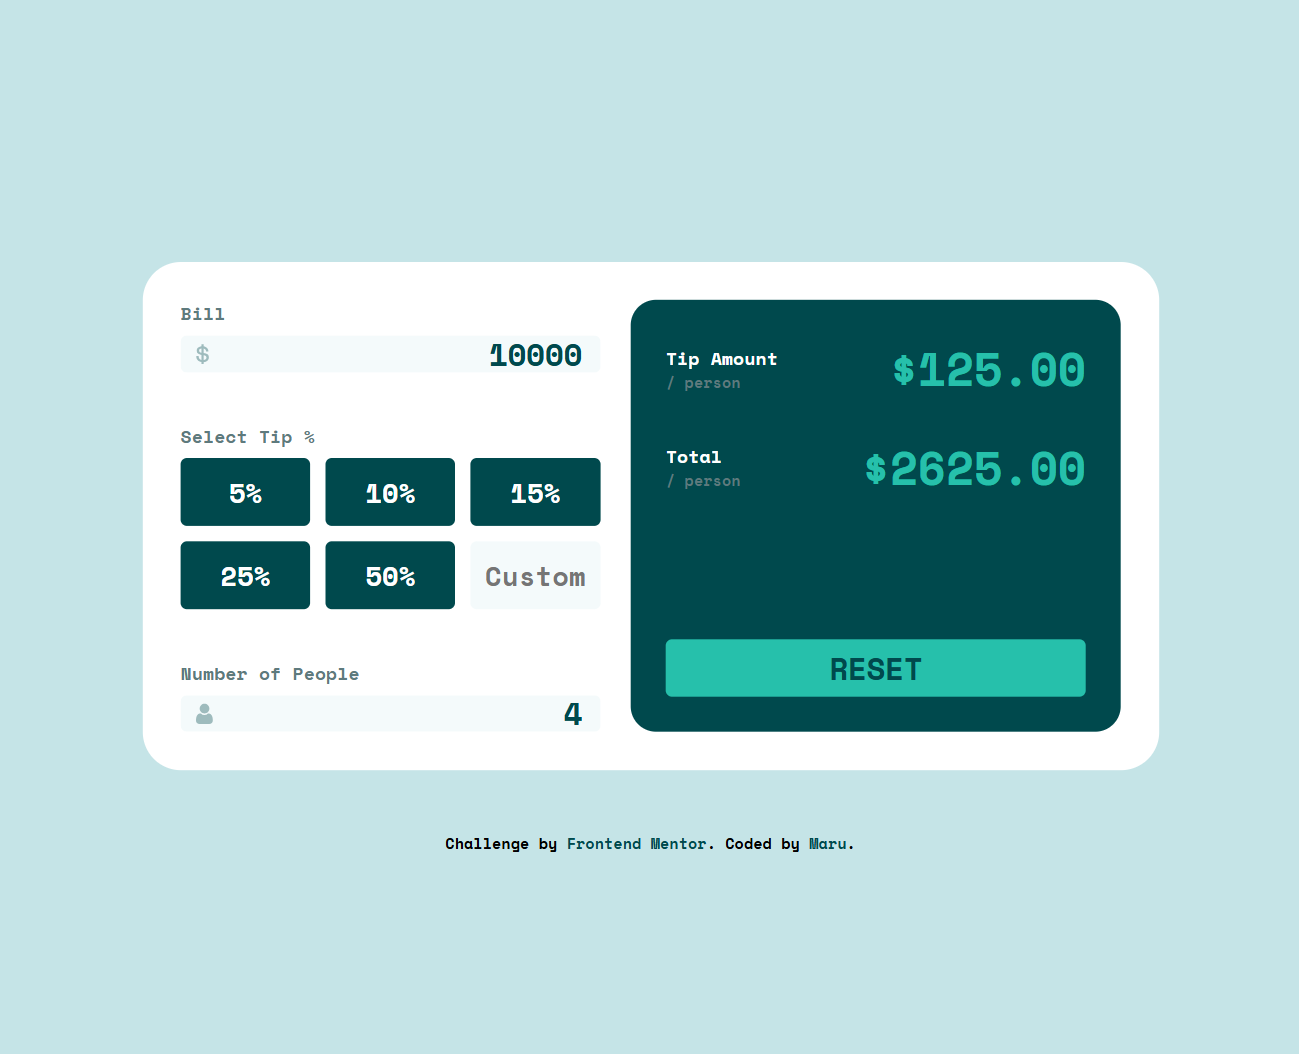 Bill
$ 10000
Select Tip %
5% 10% 15%
25% 50% Custom
Number of People
4
Tip Amount
/ person
$125.00
Total
/ person
$2625.00
RESET
Challenge by Frontend Mentor. Coded by Maru.